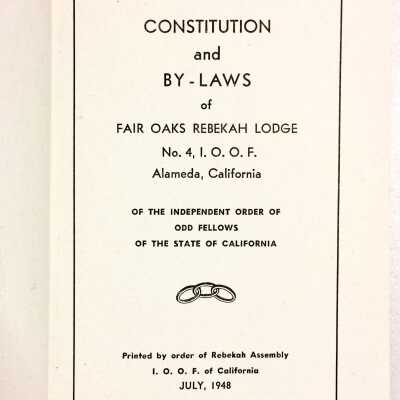 CONSTITUTION
and
BY-LAWS
of
FAIR OAKS REBEKAH LODGE
No. 4, I. O. O. F.
Alameda, California
OF THE INDEPENDENT ORDER OF
ODD FELLOWS
OF THE STATE OF CALIFORNIA
Printed by order of Rebekah Assembly
I. O. O. F. of California
JULY, 1948